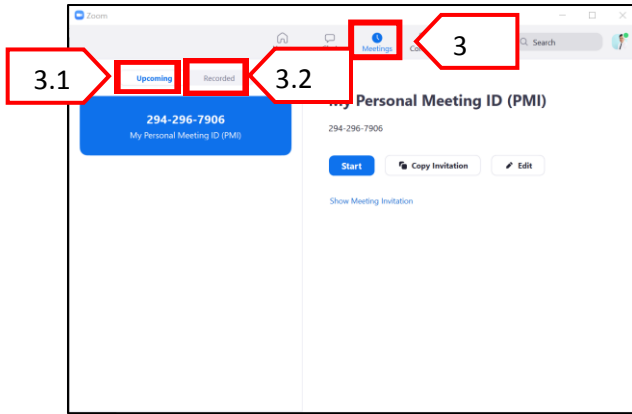 Zoom
3
Meetings
Search
3.1
Upcoming
Recorded
3.2
My Personal Meeting ID (PMI)
294-296-7906
My Personal Meeting ID (PMI)
294-296-7906
Start
Copy Invitation
Edit
Show Meeting Invitation